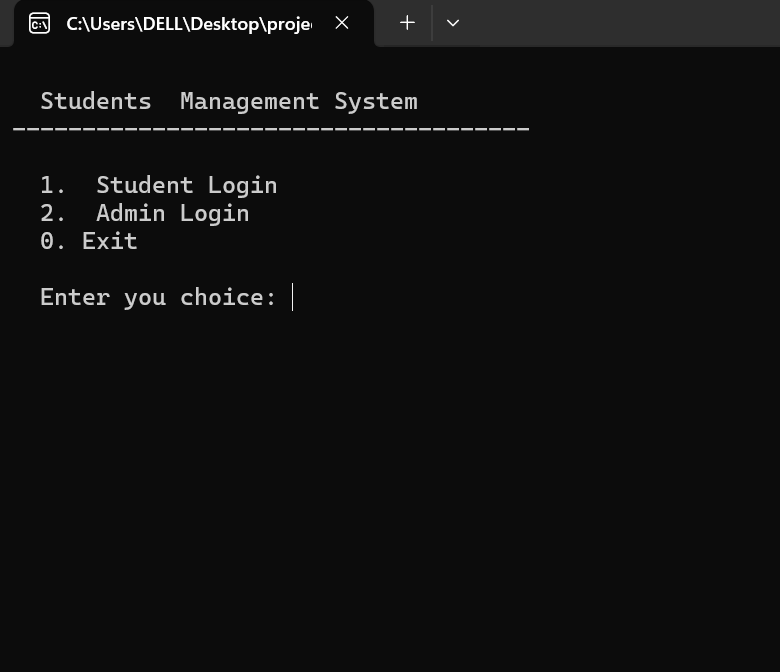 C:\Users\DELL\Desktop\proje
Students  Management System
-------------------------------------
1.  Student Login
2.  Admin Login
0. Exit
Enter you choice: